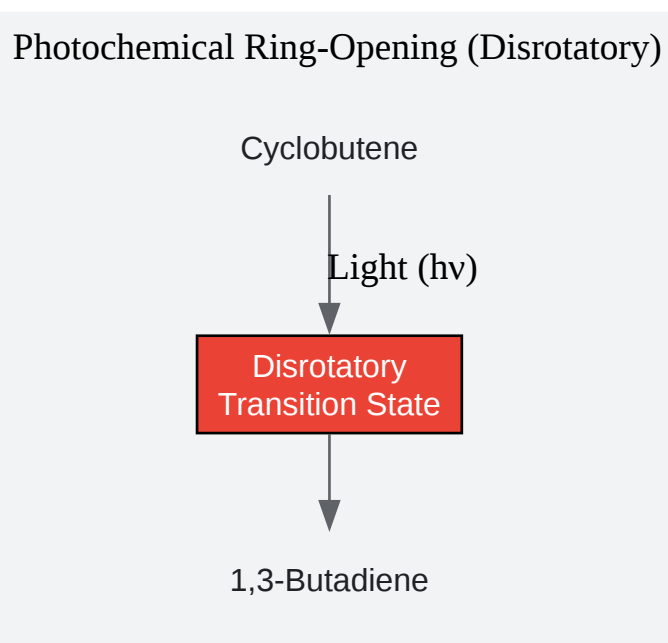 Photochemical Ring-Opening (Disrotatory)
Cyclobutene
Light (hν)
Disrotatory
Transition State
1,3-Butadiene